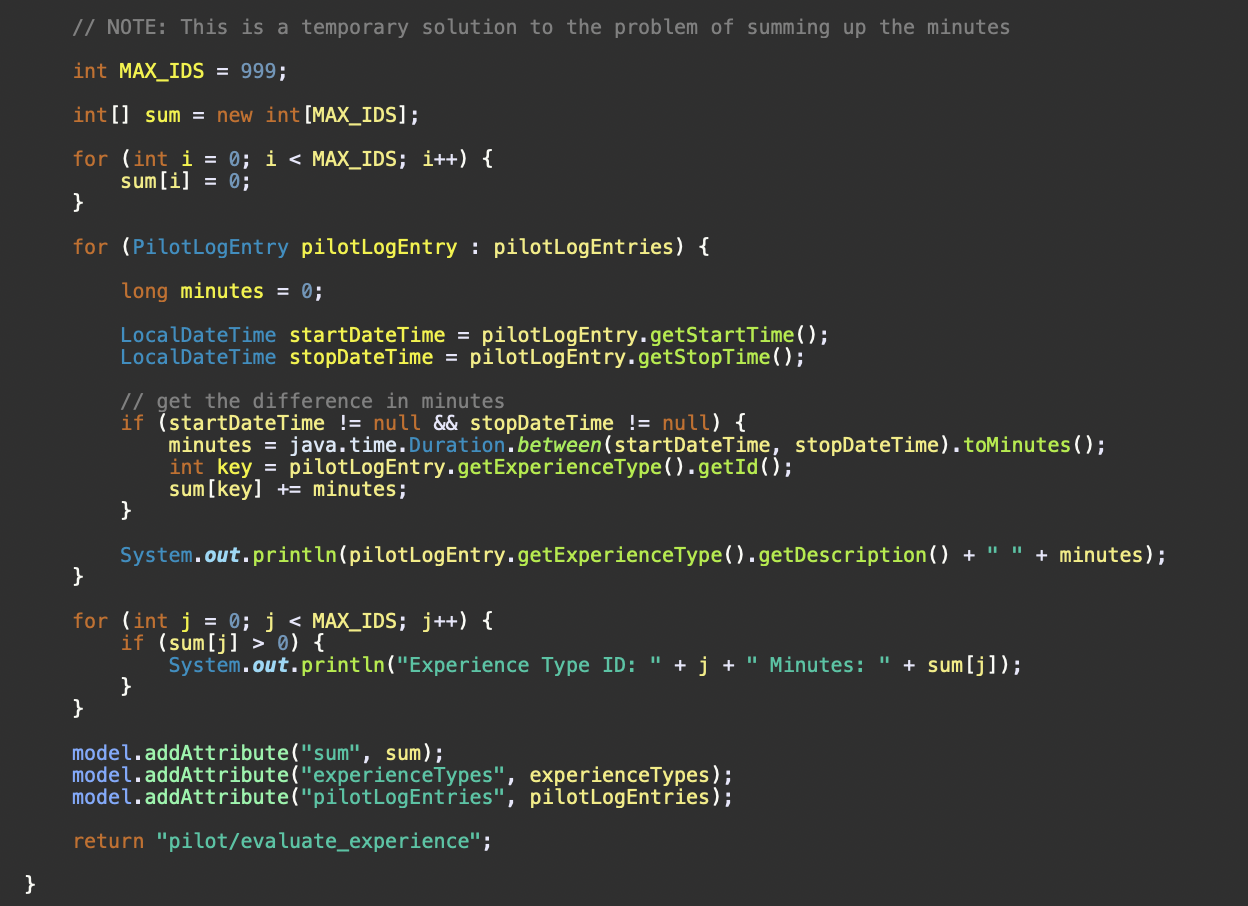 // NOTE: This is a temporary solution to the problem of summing up the minutes
int MAX_IDS = 999;
int[] sum = new int[MAX_IDS];
for (int i = 0; i < MAX_IDS; i++) {
sum[i] = 0;
}
for (PilotLogEntry pilotLogEntry : pilotLogEntries) {
long minutes = 0;
LocalDateTime startDateTime = pilotLogEntry.getStartTime();
LocalDateTime stopDateTime = pilotLogEntry.getStopTime();
// get the difference in minutes
if (startDateTime != null && stopDateTime != null) {
minutes = java.time.Duration.between(startDateTime, stopDateTime).toMinutes();
int key = pilotLogEntry.getExperienceType().getId();
sum[key] += minutes;
}
System.out.println(pilotLogEntry.getExperienceType().getDescription() + " " + minutes);
}
for (int j = 0; j < MAX_IDS; j++) {
if (sum[j] > 0) {
System.out.println("Experience Type ID: " + j + " Minutes: " + sum[j]);
}
}
model.addAttribute("sum", sum);
model.addAttribute("experienceTypes", experienceTypes);
model.addAttribute("pilotLogEntries", pilotLogEntries);
return "pilot/evaluate_experience";
}